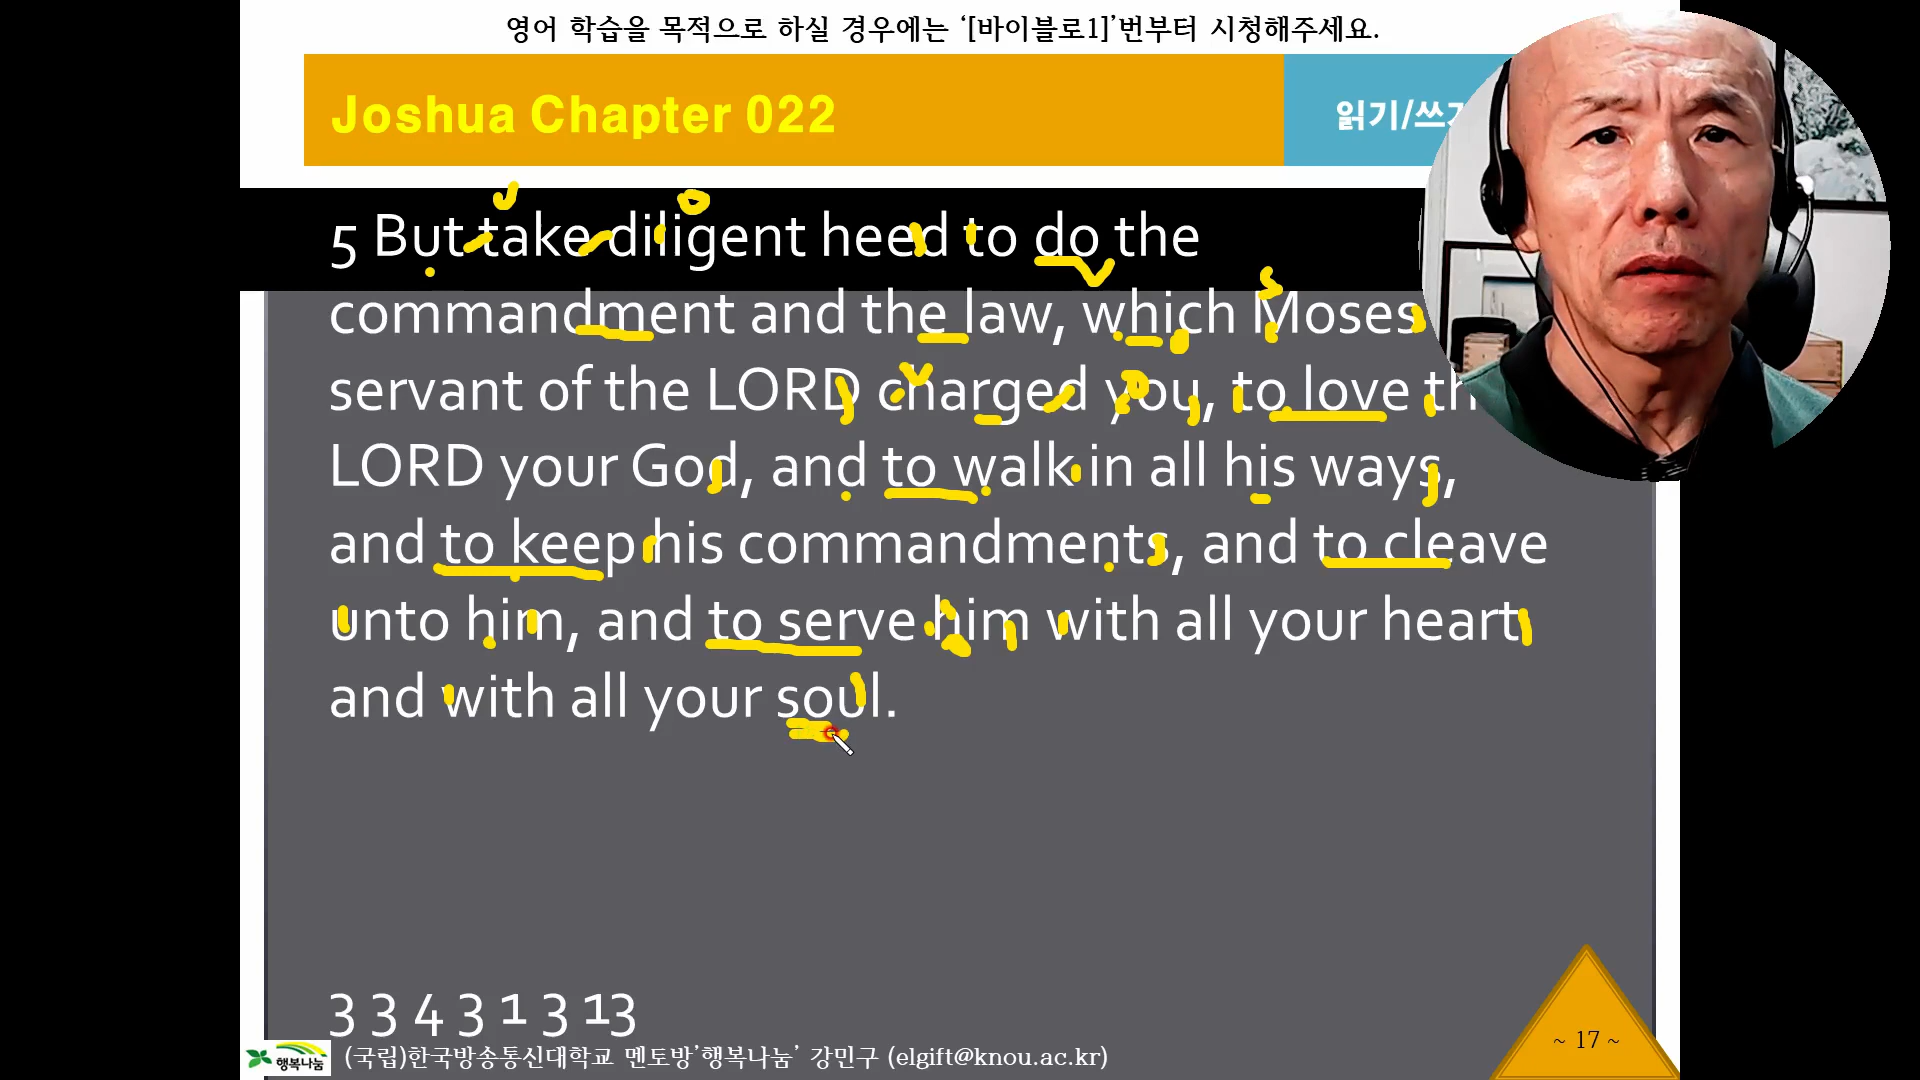 영어 학습을 목적으로 하실 경우에는 ‘[바이블로1]’번부터 시청해주세요.
Joshua Chapter 022
읽기/쓰기
5 But take diligent heed to do the
commandment and the law, which Moses
servant of the LORD charged you, to love
LORD your God, and to walk in all his ways,
and to keep his commandments, and to cleave
unto him, and to serve him with all your heart
and with all your soul.
3 3 4 3 1 3 13
~ 17 ~
행복나눔 (국립)한국방송통신대학교 멘토방’행복나눔’ 강민구 (elgift@knou.ac.kr)